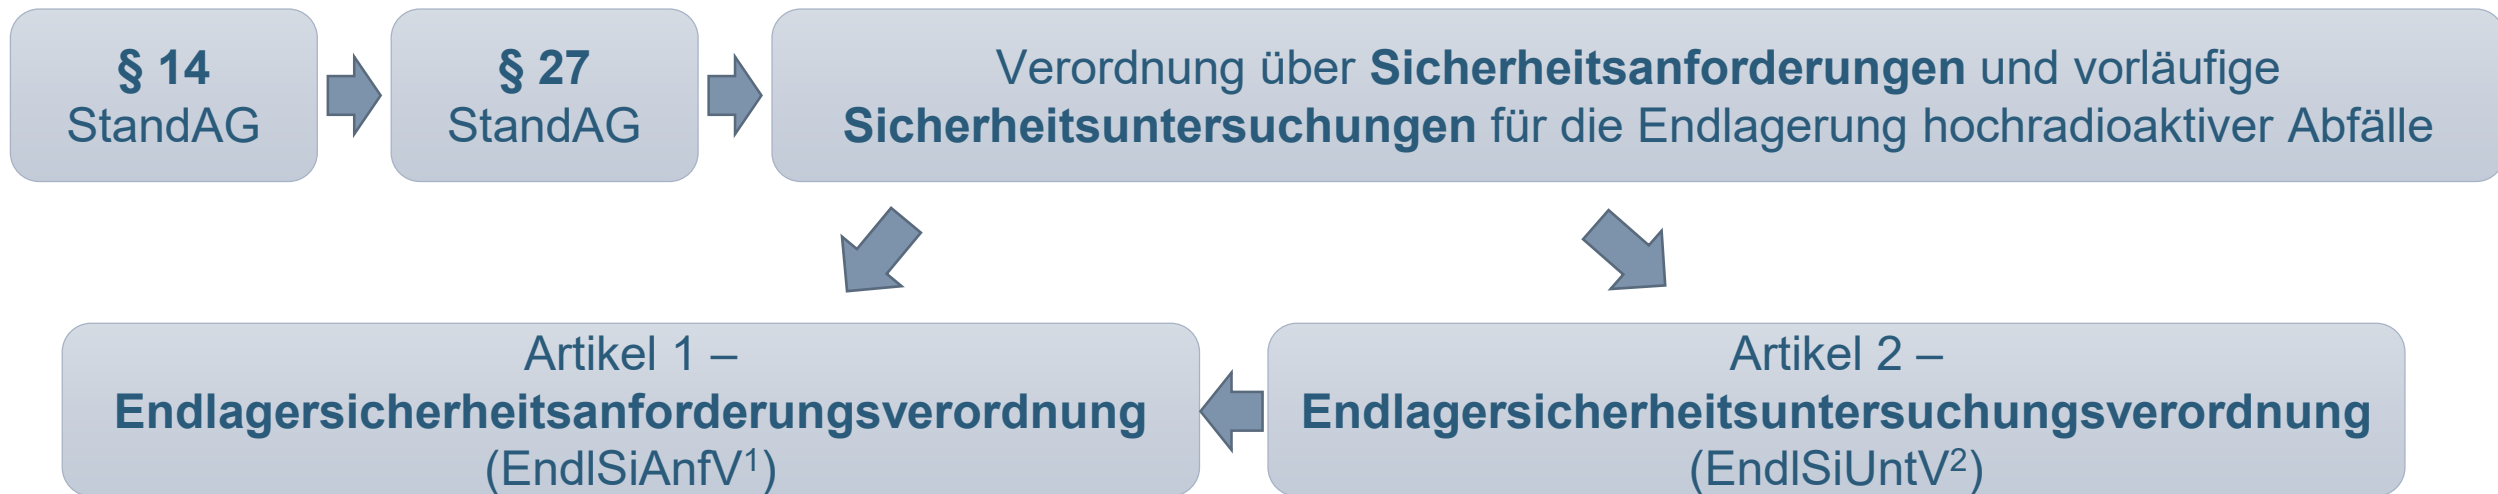 § 14
StandAG
§ 27
StandAG
Verordnung über Sicherheitsanforderungen und vorläufige
Sicherheitsuntersuchungen für die Endlagerung hochradioaktiver Abfälle
Artikel 1 –
Endlagersicherheitsanforderungsverordnung
(EndlSiAnfV¹)
Artikel 2 –
Endlagersicherheitsuntersuchungsverordnung
(EndlSiUntV²)